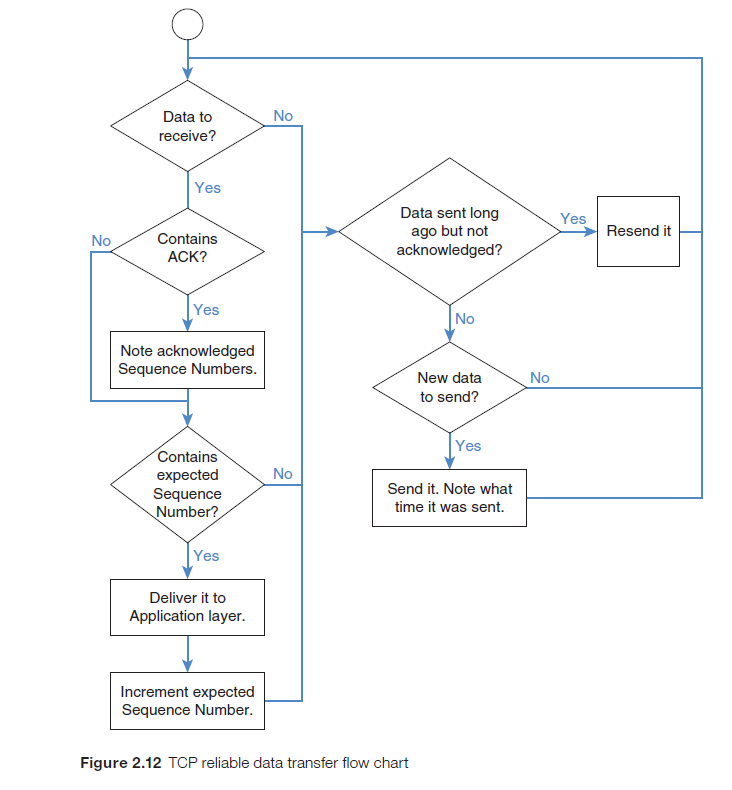 Data to
receive?
No
Yes
No
Contains
ACK?
Yes
Note acknowledged
Sequence Numbers.
Contains
expected
Sequence
Number?
No
Yes
Deliver it to
Application layer.
Increment expected
Sequence Number.
Data sent long
ago but not
acknowledged?
Yes
Resend it
No
New data
to send?
No
Yes
Send it. Note what
time it was sent.
Figure 2.12 TCP reliable data transfer flow chart